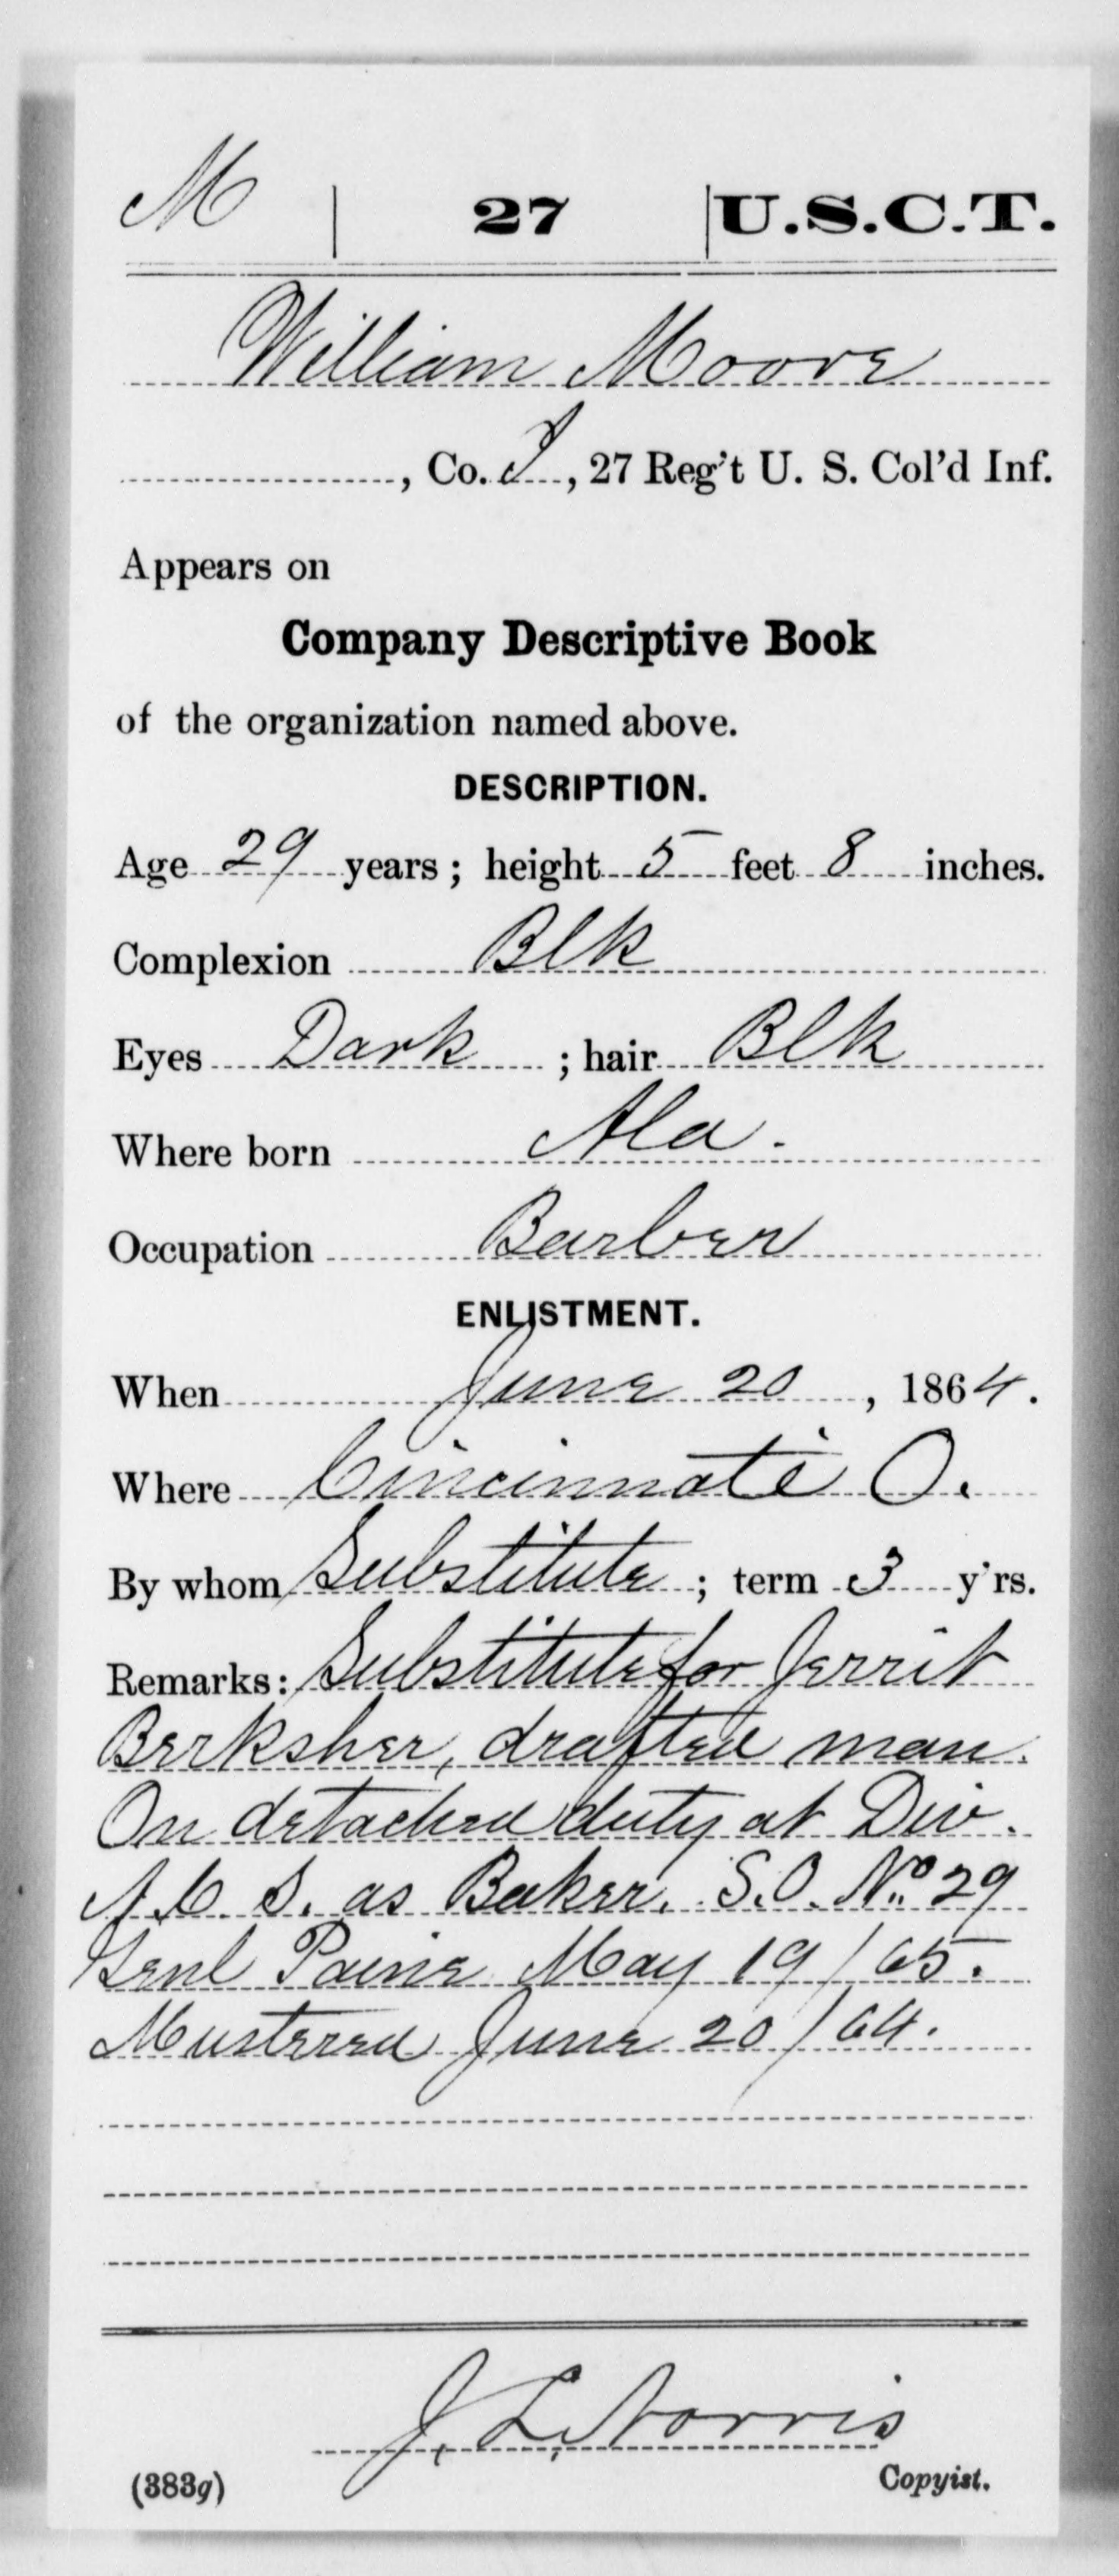 M | 27 | U.S.C.T.
William Moore
, Co. I, 27 Reg't U. S. Col'd Inf.
Appears on
Company Descriptive Book
of the organization named above.
DESCRIPTION.
Age 29 years; height 5 feet 8 inches.
Complexion Blk
Eyes Dark ; hair Blk
Where born Ala.
Occupation Barber
ENLISTMENT.
When June 20, 1864.
Where Cincinnati O.
By whom Substitute; term 3 y'rs.
Remarks: Substitute for Jerrit
Berksher, drafted man.
On detached duty at Div.
A. C. S. as Baker. S.O. No. 29
Genl Paine May 19/65.
Mustered June 20/64.
J. L. Norris
Copyist.
(383g)